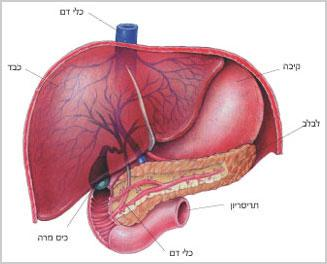 כלי דם
כבד
קיבה
לבלב
תריסריון
כיס מרה
כלי דם